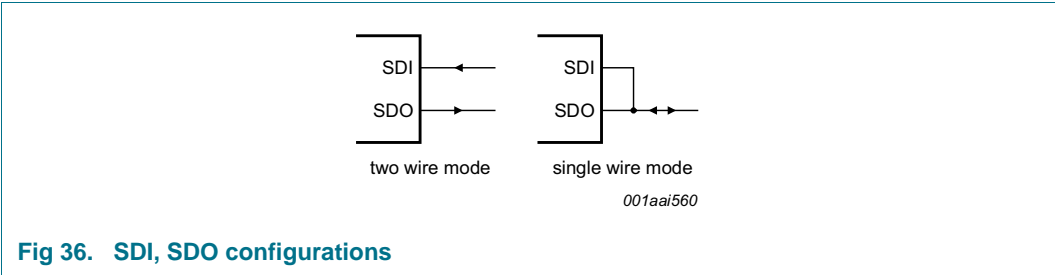 SDI
SDO
two wire mode
SDI
SDO
single wire mode
001aai560
Fig 36. SDI, SDO configurations